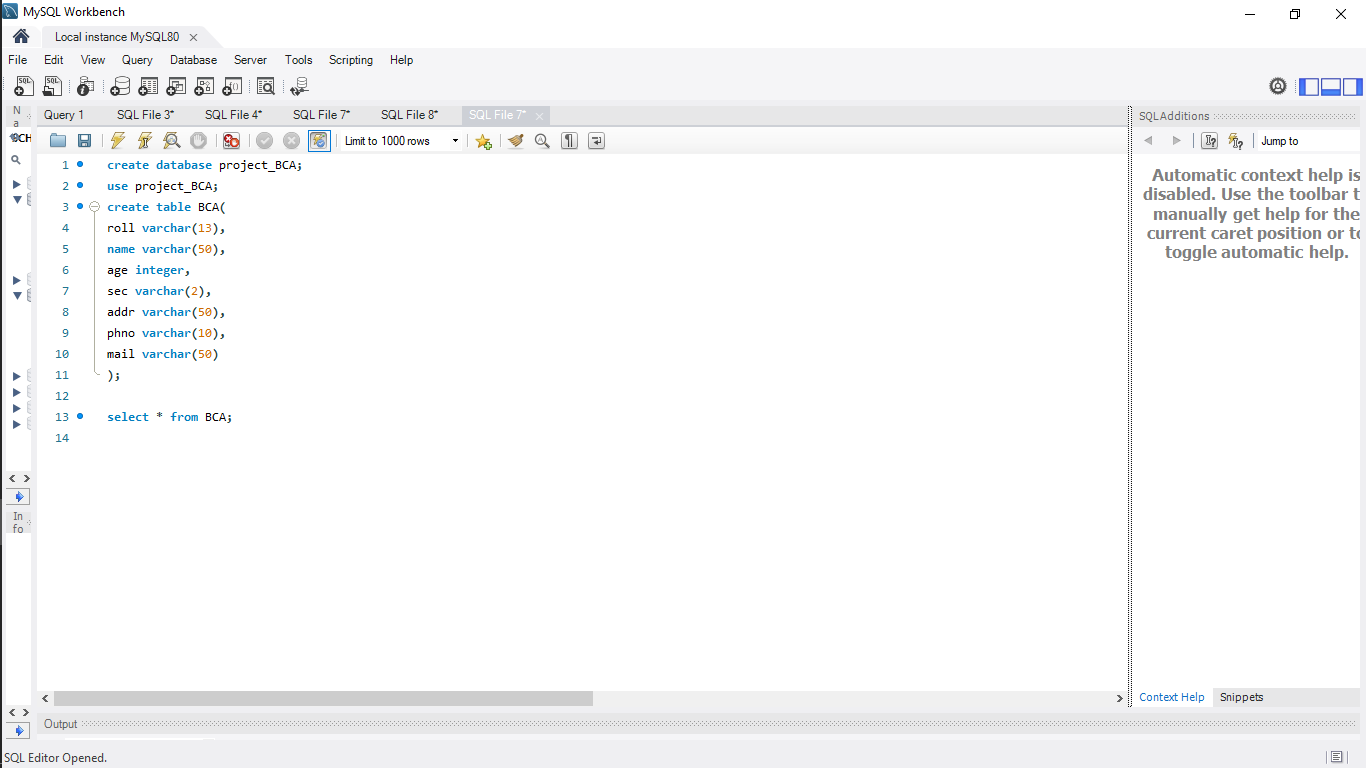 MySQL Workbench
Local instance MySQL80
File Edit View Query Database Server Tools Scripting Help
Na
Query 1 SQL File 3* SQL File 4* SQL File 7* SQL File 8* SQL File 7*
SQLAdditions
Limit to 1000 rows
Jump to
1 create database project_BCA;
2 use project_BCA;
3 create table BCA(
4 roll varchar(13),
5 name varchar(50),
6 age integer,
7 sec varchar(2),
8 addr varchar(50),
9 phno varchar(10),
10 mail varchar(50)
11 );
12
13 select * from BCA;
14
Automatic context help is
disabled. Use the toolbar t
manually get help for the
current caret position or to
toggle automatic help.
In
fo
Context Help Snippets
Output
SQL Editor Opened.